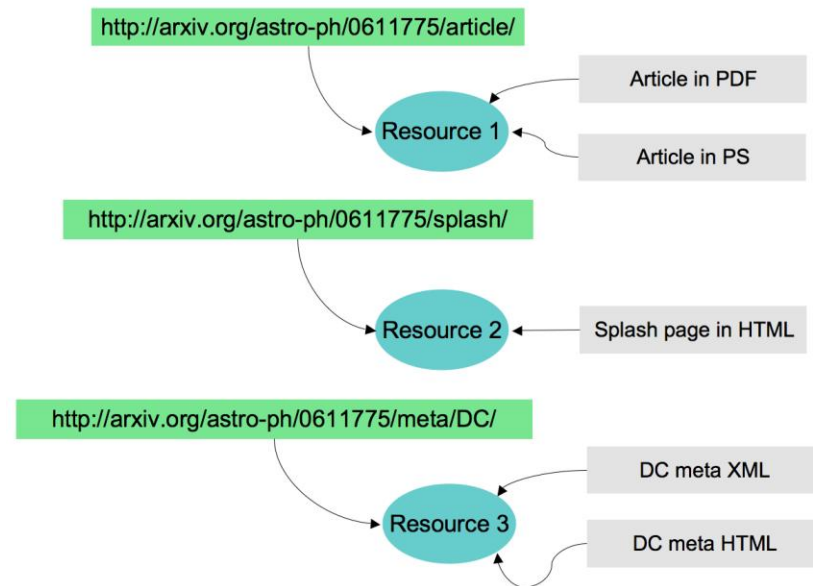 http://arxiv.org/astro-ph/0611775/article/
Article in PDF
Resource 1
Article in PS
http://arxiv.org/astro-ph/0611775/splash/
Resource 2
Splash page in HTML
http://arxiv.org/astro-ph/0611775/meta/DC/
DC meta XML
Resource 3
DC meta HTML